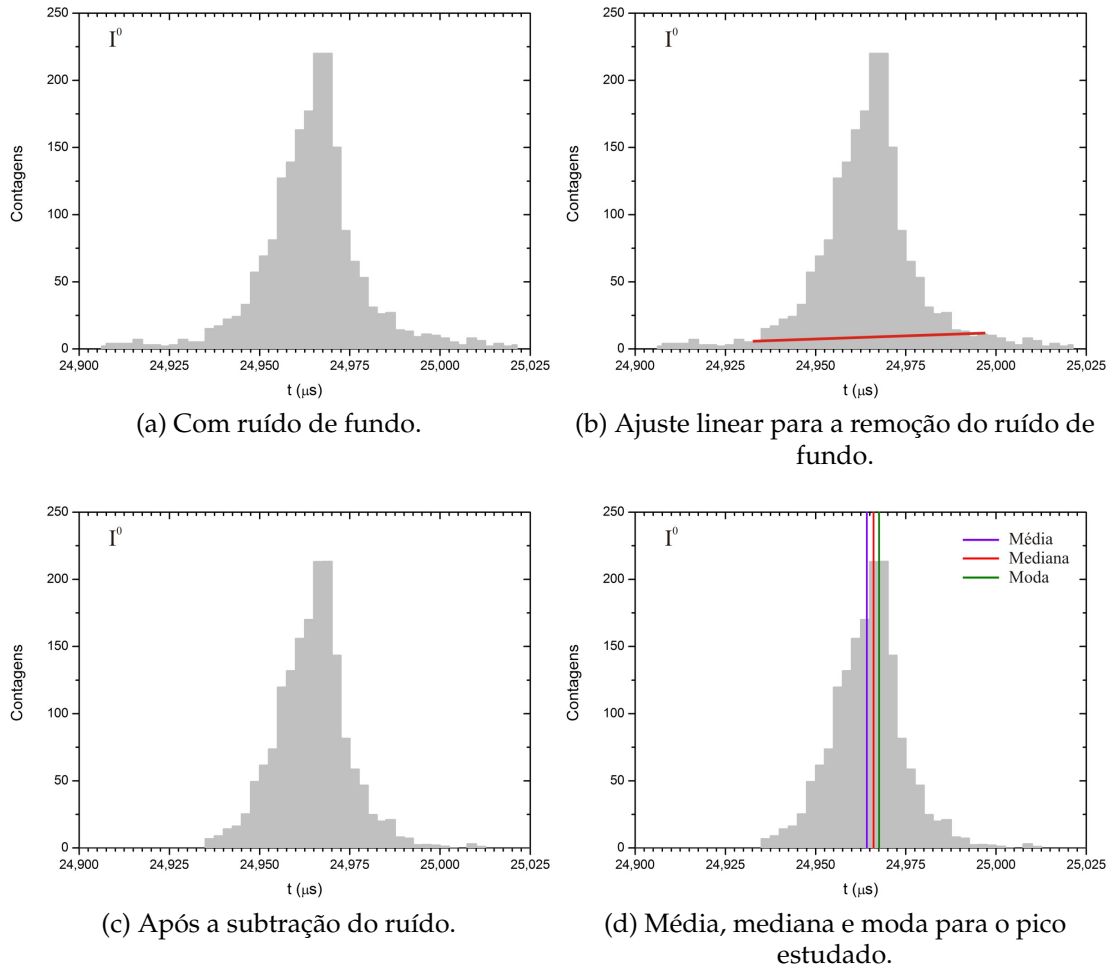 250
200
150
100
50
0
Contagens
I⁰
24,900 24,925 24,950 24,975 25,000 25,025
t (μs)
(a) Com ruído de fundo.
250
200
150
100
50
0
Contagens
I⁰
24,900 24,925 24,950 24,975 25,000 25,025
t (μs)
(b) Ajuste linear para a remoção do ruído de
fundo.
250
200
150
100
50
0
Contagens
I⁰
24,900 24,925 24,950 24,975 25,000 25,025
t (μs)
(c) Após a subtração do ruído.
250
200
150
100
50
0
Contagens
I⁰
Média
Mediana
Moda
24,900 24,925 24,950 24,975 25,000 25,025
t (μs)
(d) Média, mediana e moda para o pico
estudado.